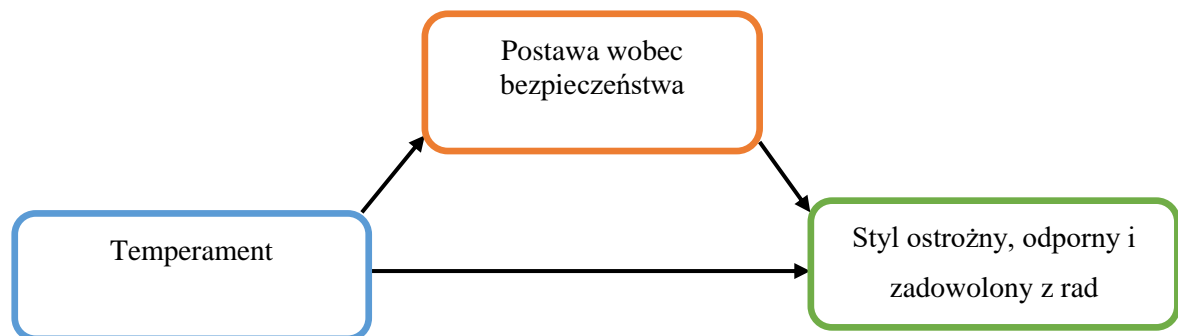 Postawa wobec
bezpieczeństwa
Temperament
Styl ostrożny, odporny i
zadowolony z rad